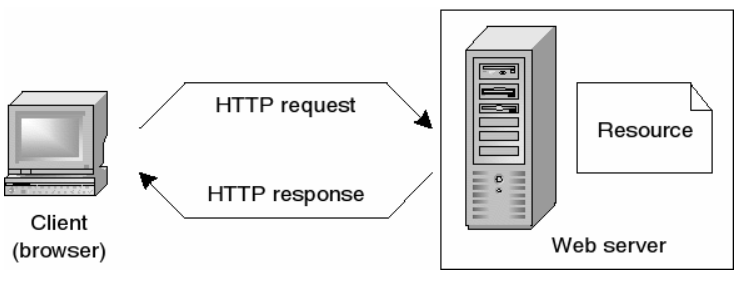 HTTP request
Resource
HTTP response
Client
(browser)
Web server